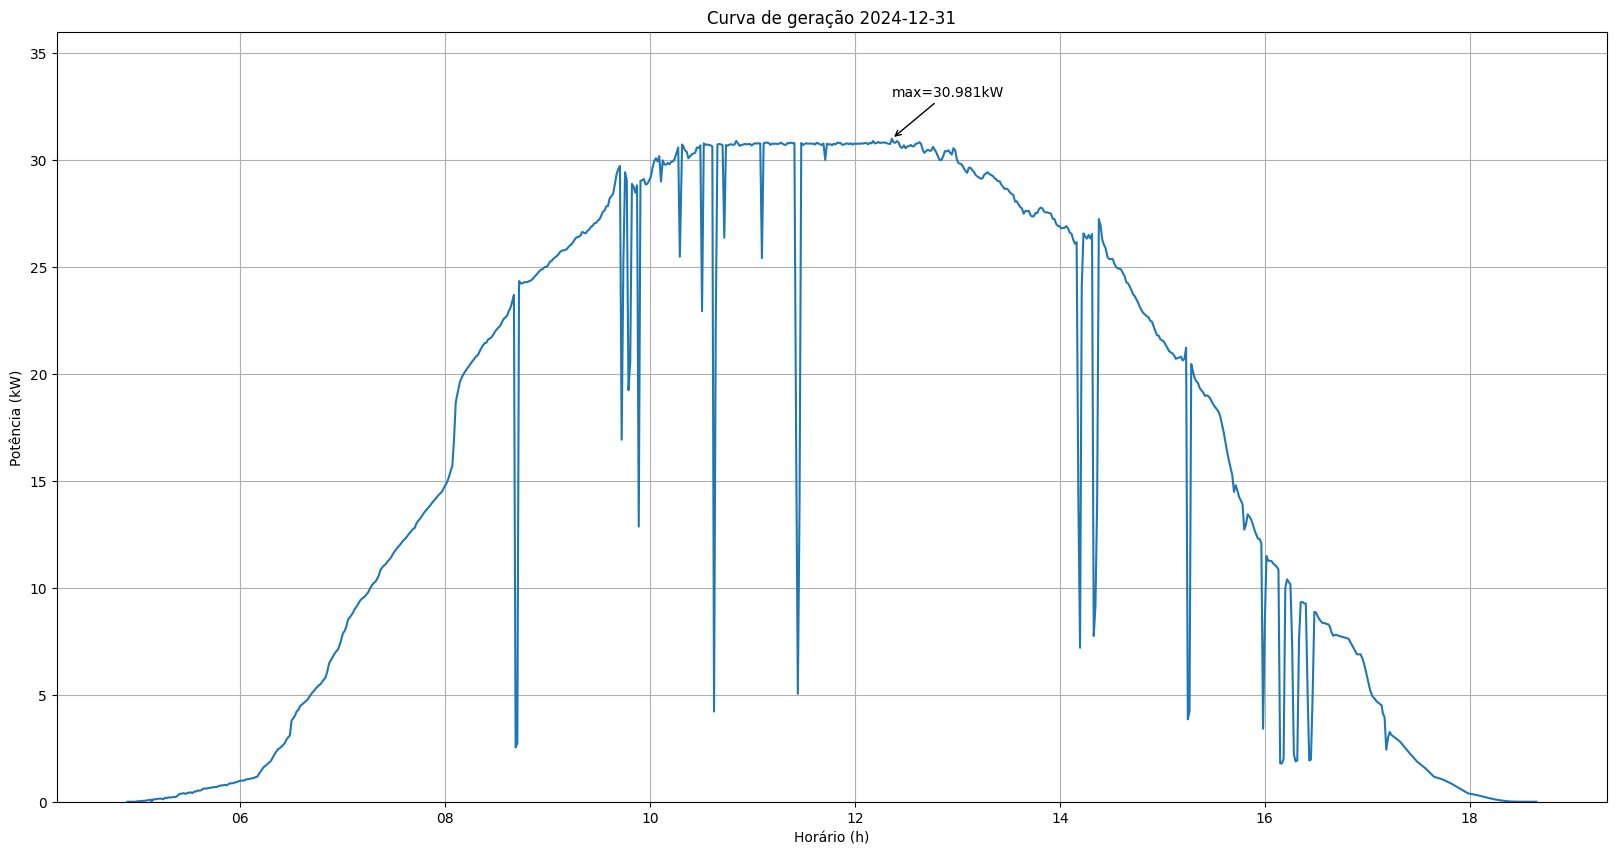 Curva de geração 2024-12-31
max=30.981kW
Potência (kW)
35
30
25
20
15
10
5
0
06 08 10 12 14 16 18
Horário (h)